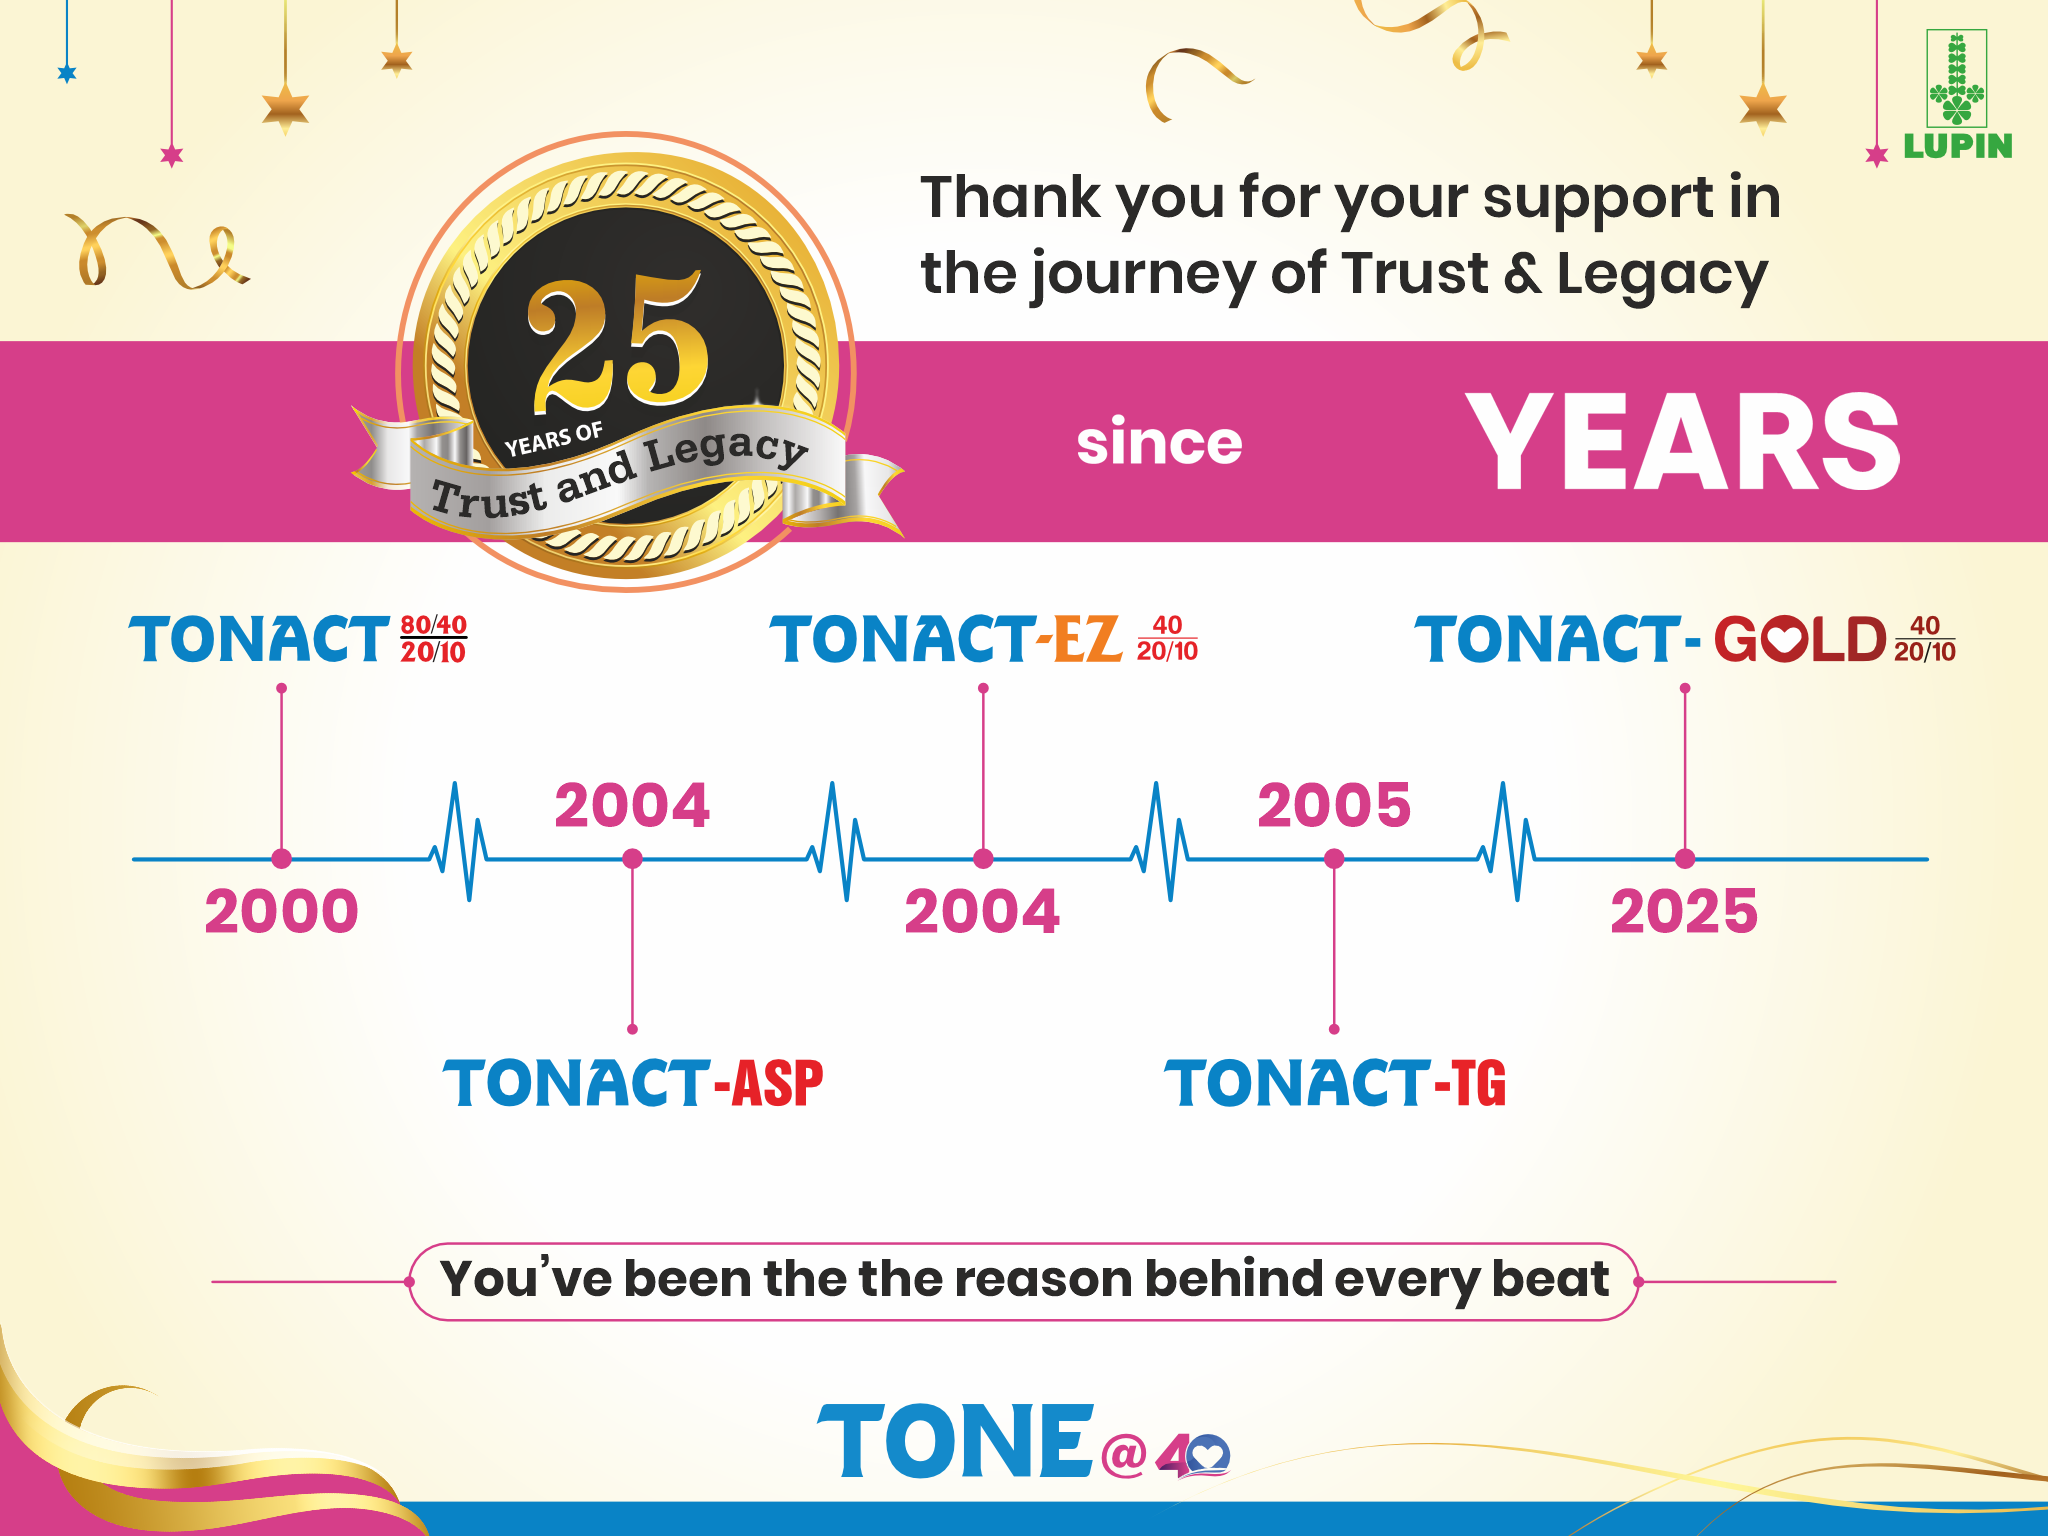 LUPIN
Thank you for your support in
the journey of Trust & Legacy
25
YEARS OF
Trust and Legacy
since YEARS
TONACT 80/40 20/10
TONACT-EZ 40 20/10
TONACT-GOLD 40 20/10
2004
2005
2000
2004
2025
TONACT-ASP
TONACT-TG
You've been the the reason behind every beat
TONE @ 40